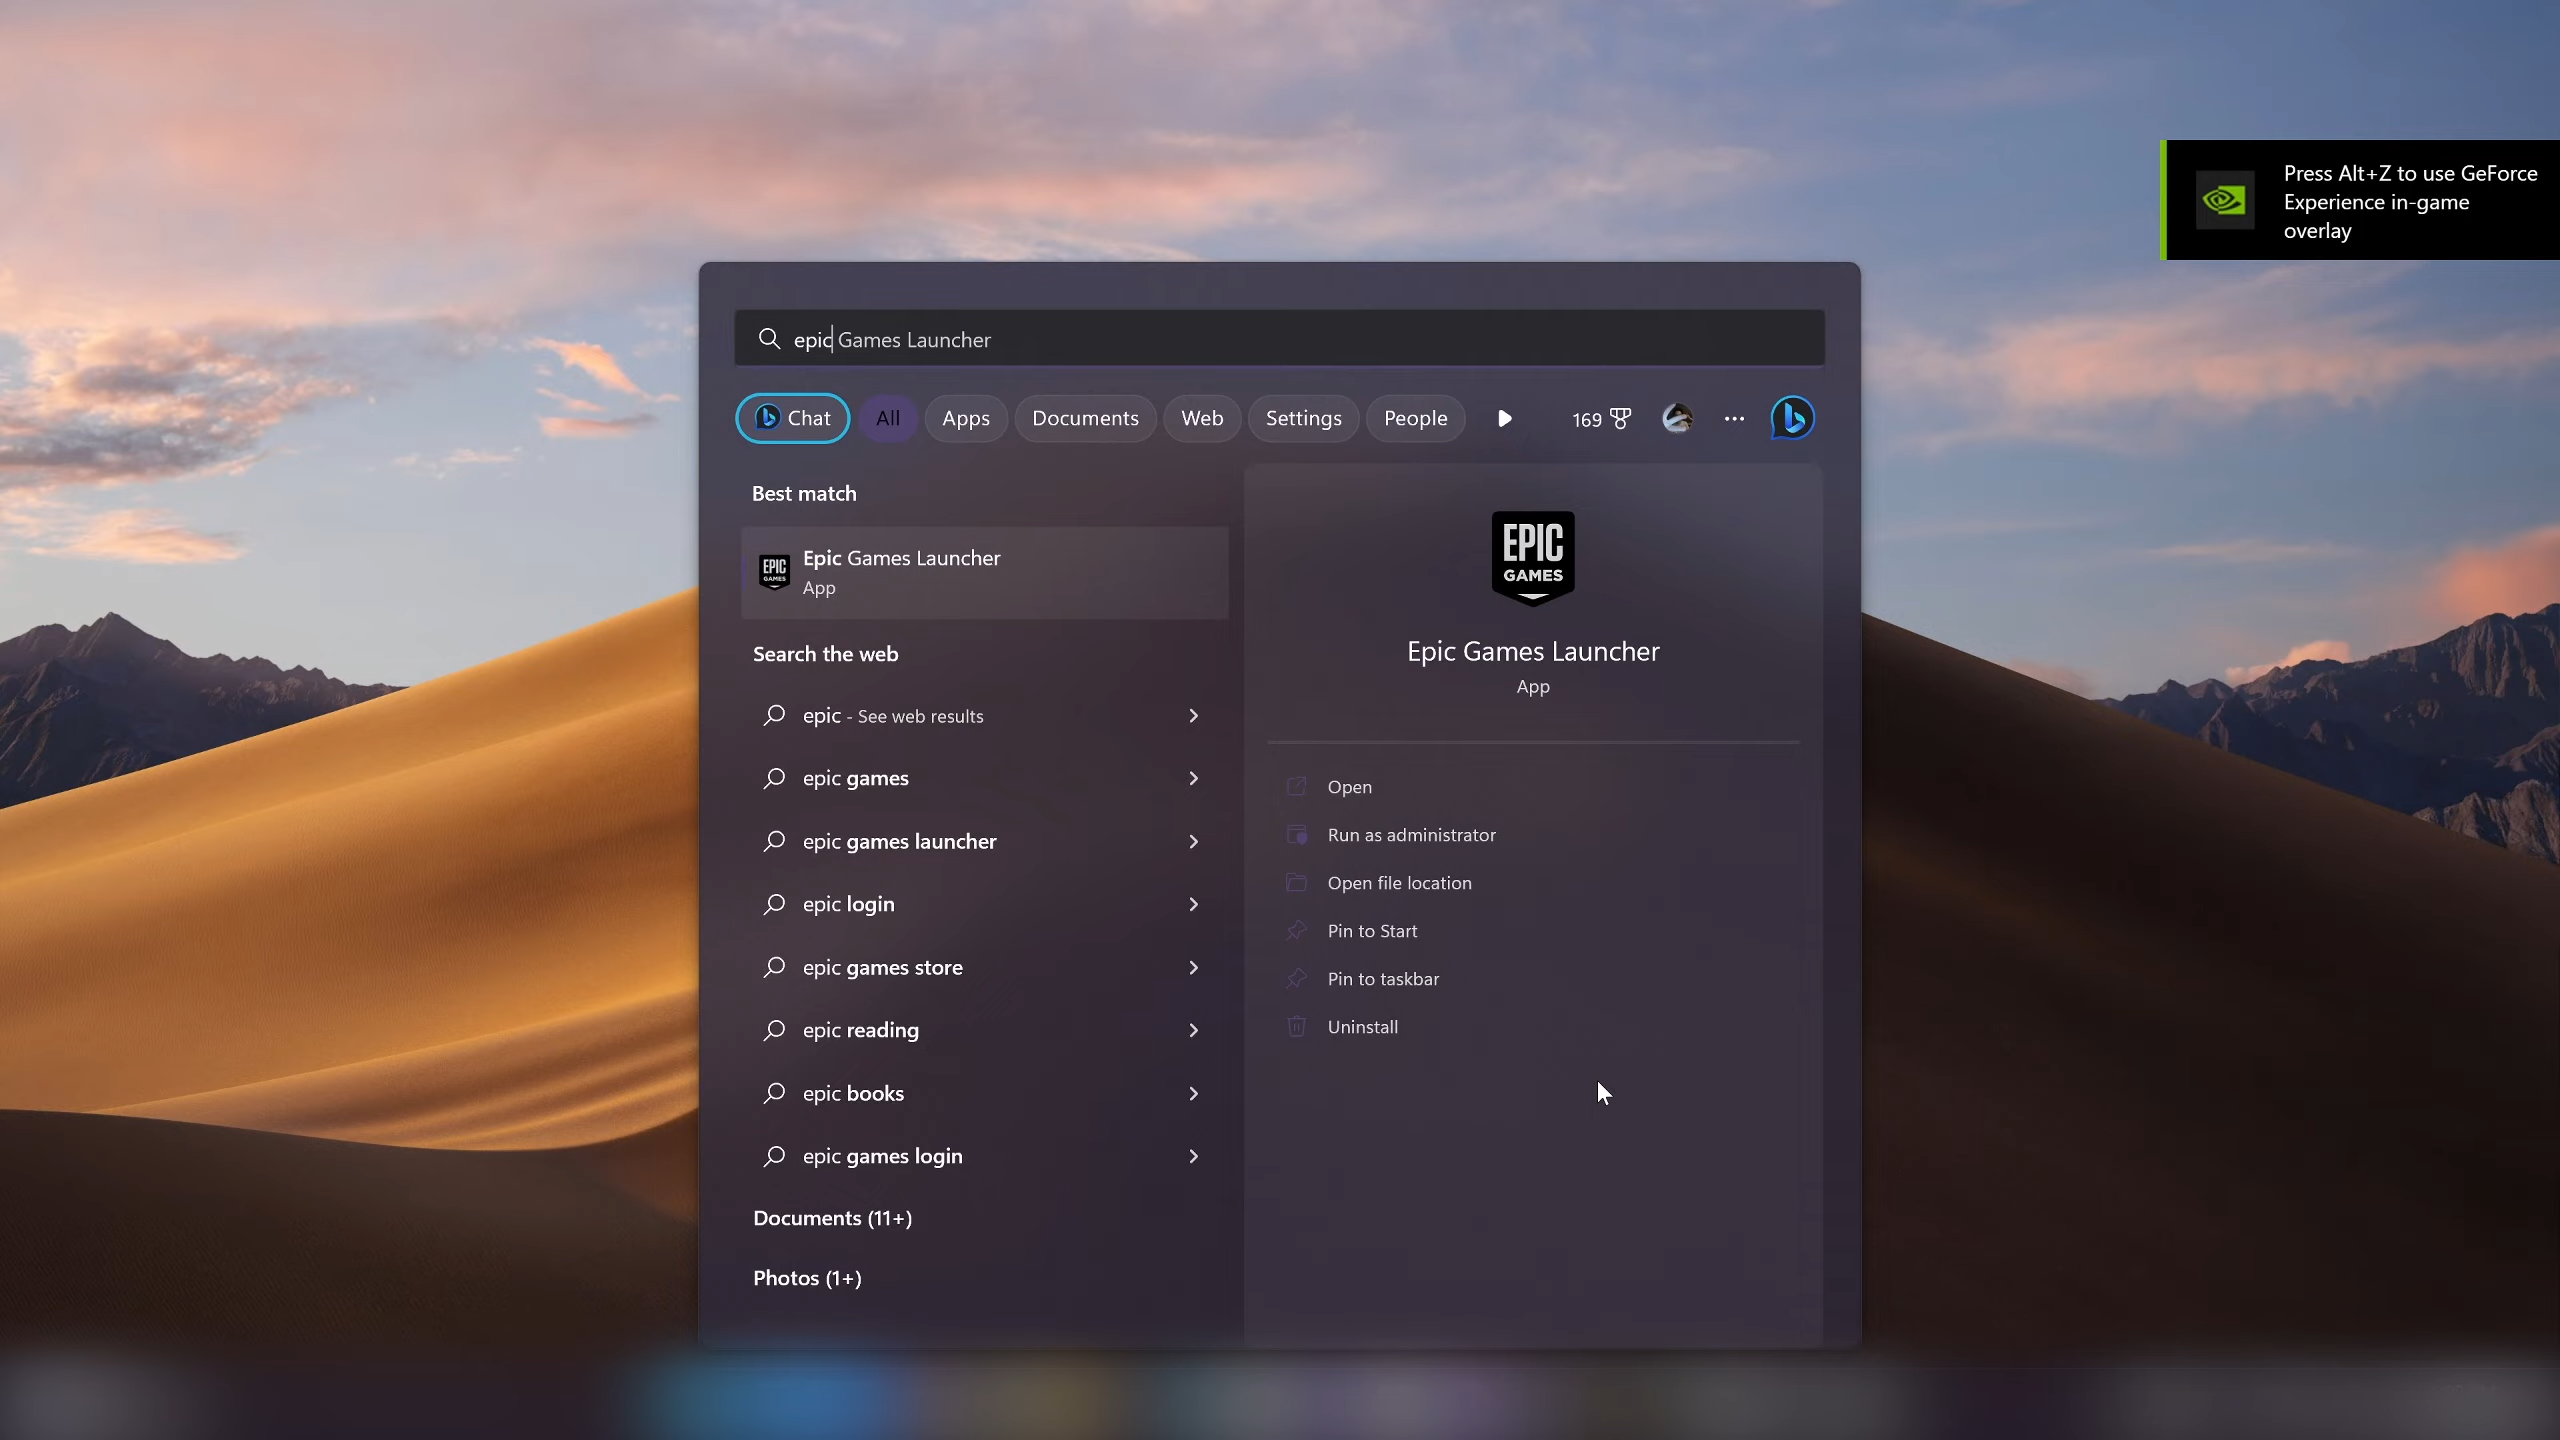 Press Alt+Z to use GeForce
Experience in-game
overlay
epic Games Launcher
Chat
All
Apps
Documents
Web
Settings
People
169
Best match
Epic Games Launcher
App
Search the web
epic - See web results
epic games
epic games launcher
epic login
epic games store
epic reading
epic books
epic games login
Documents (11+)
Photos (1+)
EPIC
GAMES
EPIC
GAMES
Epic Games Launcher
App
Open
Run as administrator
Open file location
Pin to Start
Pin to taskbar
Uninstall